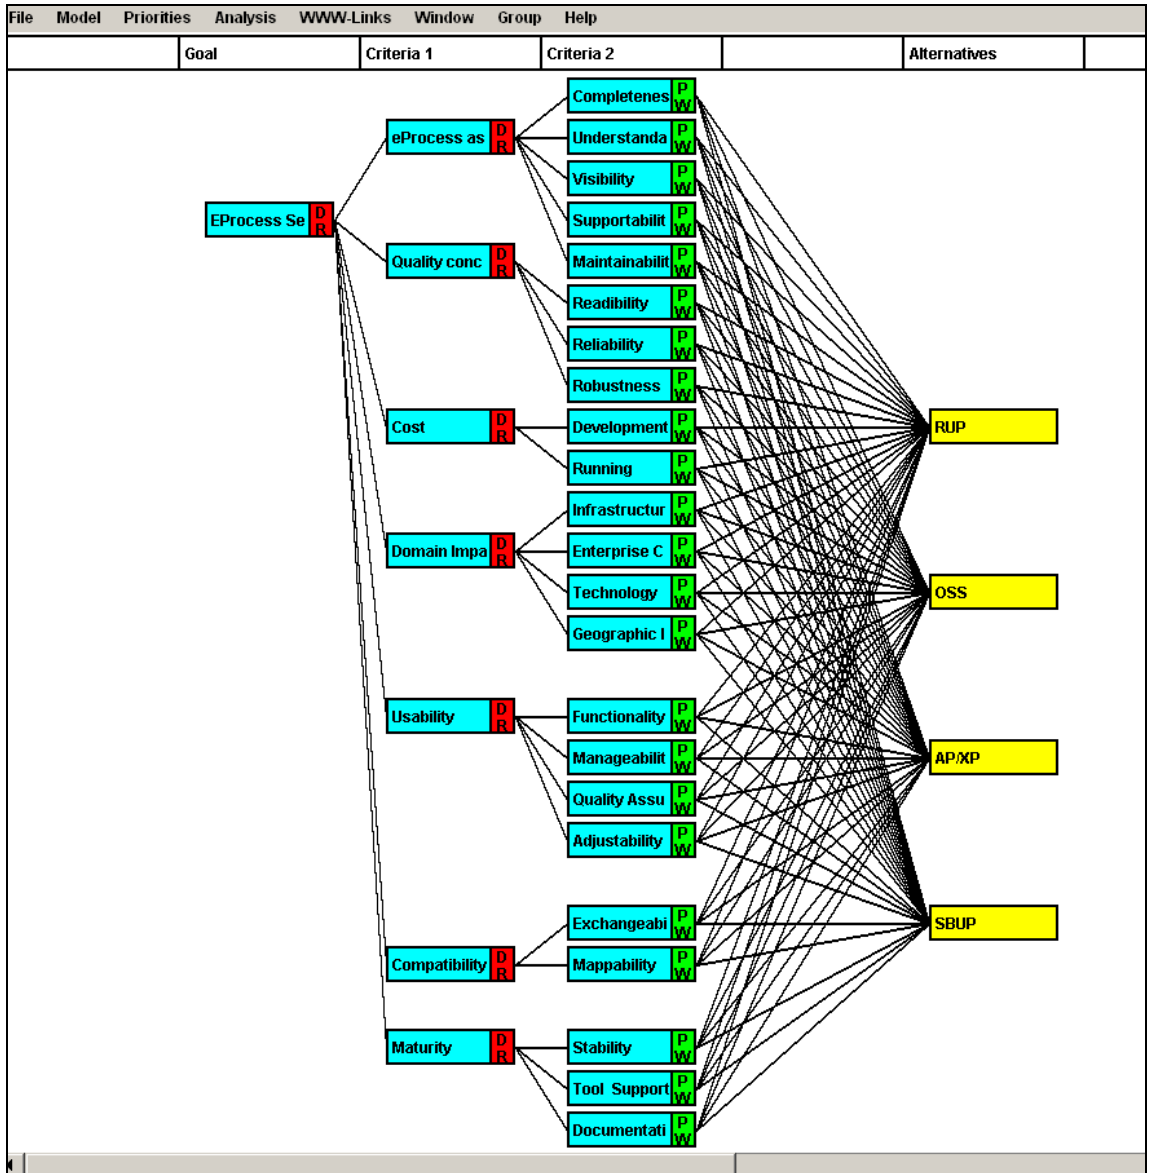 File Model Priorities Analysis WWW-Links Window Group Help
Goal Criteria 1 Criteria 2 Alternatives
Completenes P W
eProcess as D R Understanda P W
Visibility P W
EProcess Se D R Supportabilit P W
Quality conc D R Maintainabilit P W
Readibility P W
Reliability P W
Robustness P W
Cost D R Development P W RUP
Running P W
Infrastructur P W
Domain Impa D R Enterprise C P W
Technology P W OSS
Geographic I P W
Usability D R Functionality P W
Manageabilit P W AP/XP
Quality Assu P W
Adjustability P W
Exchangeabi P W SBUP
Compatibility D R Mappability P W
Maturity D R Stability P W
Tool Support P W
Documentati P W